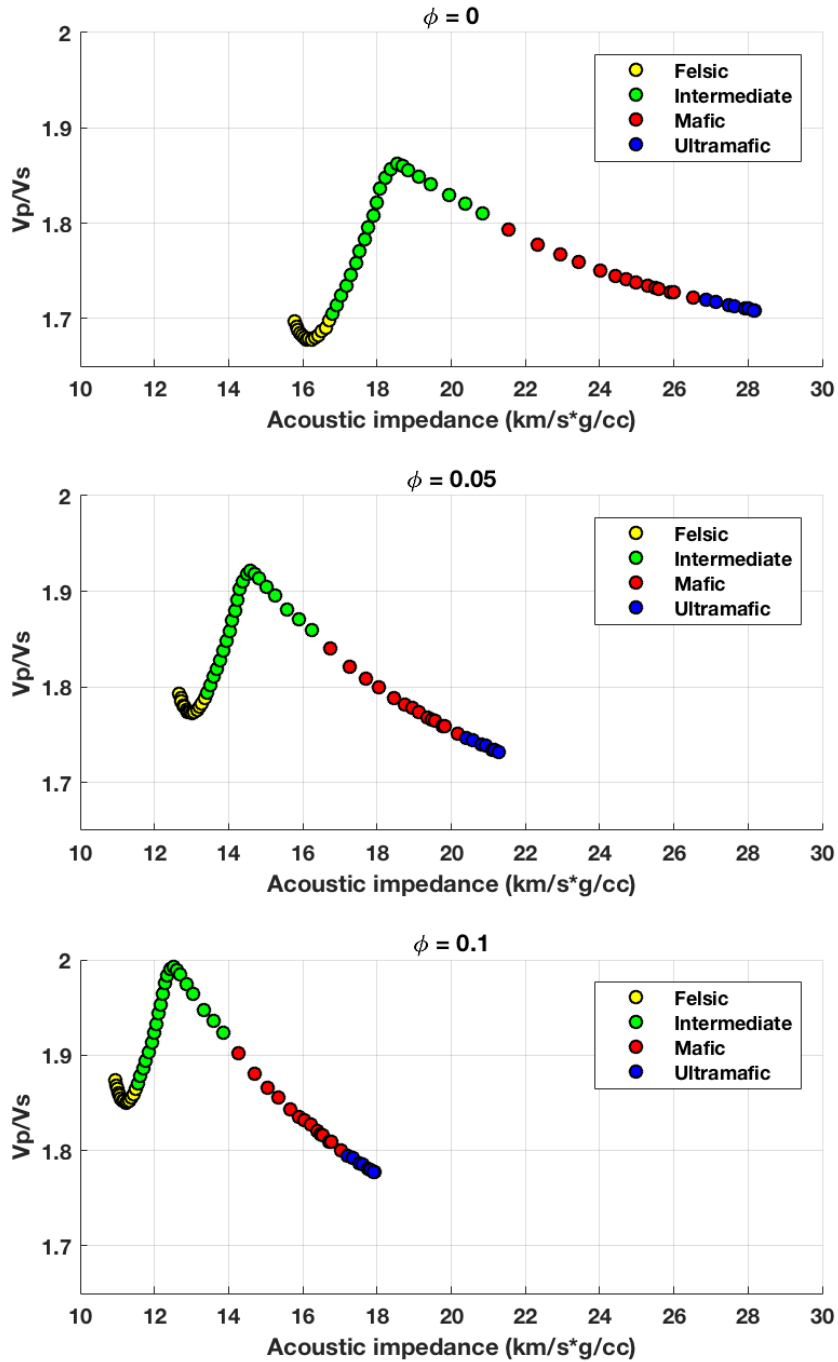 ϕ = 0
2
1.9
1.8
1.7
Vp/Vs
Felsic
Intermediate
Mafic
Ultramafic
10 12 14 16 18 20 22 24 26 28 30
Acoustic impedance (km/s*g/cc)
ϕ = 0.05
2
1.9
1.8
1.7
Vp/Vs
Felsic
Intermediate
Mafic
Ultramafic
10 12 14 16 18 20 22 24 26 28 30
Acoustic impedance (km/s*g/cc)
ϕ = 0.1
2
1.9
1.8
1.7
Vp/Vs
Felsic
Intermediate
Mafic
Ultramafic
10 12 14 16 18 20 22 24 26 28 30
Acoustic impedance (km/s*g/cc)